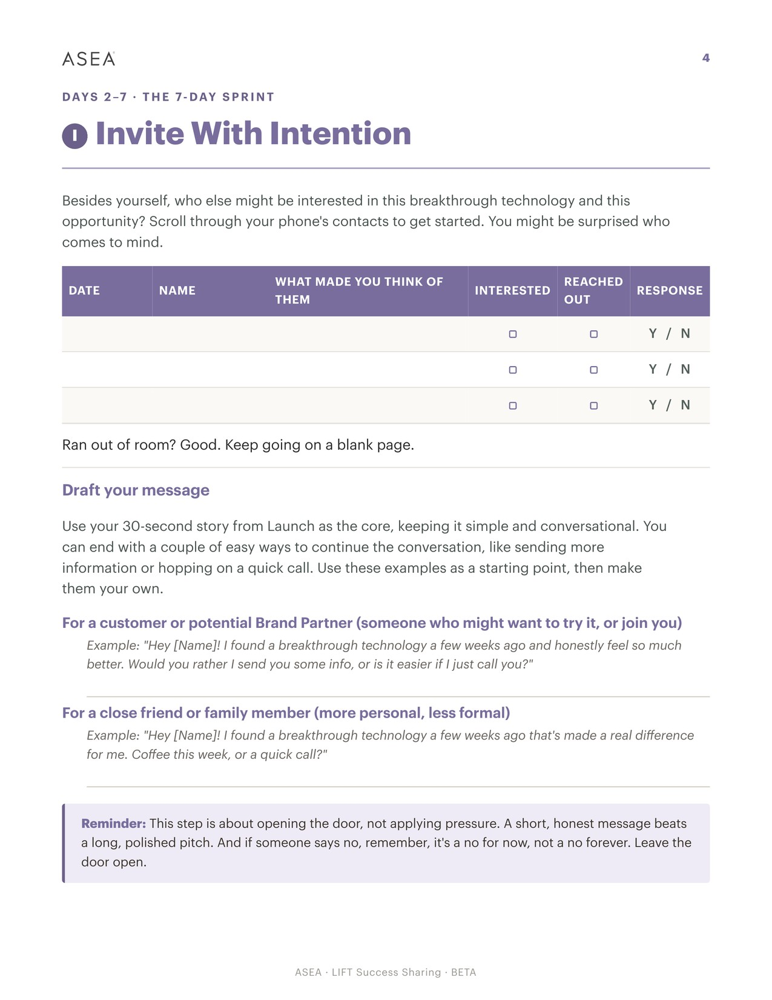 ASEA
4
DAYS 2–7 · THE 7-DAY SPRINT
I Invite With Intention
Besides yourself, who else might be interested in this breakthrough technology and this
opportunity? Scroll through your phone's contacts to get started. You might be surprised who
comes to mind.
DATE NAME WHAT MADE YOU THINK OF THEM INTERESTED REACHED OUT RESPONSE
Y / N
Y / N
Y / N
Ran out of room? Good. Keep going on a blank page.
Draft your message
Use your 30-second story from Launch as the core, keeping it simple and conversational. You
can end with a couple of easy ways to continue the conversation, like sending more
information or hopping on a quick call. Use these examples as a starting point, then make
them your own.
For a customer or potential Brand Partner (someone who might want to try it, or join you)
Example: "Hey [Name]! I found a breakthrough technology a few weeks ago and honestly feel so much
better. Would you rather I send you some info, or is it easier if I just call you?"
For a close friend or family member (more personal, less formal)
Example: "Hey [Name]! I found a breakthrough technology a few weeks ago that's made a real difference
for me. Coffee this week, or a quick call?"
Reminder: This step is about opening the door, not applying pressure. A short, honest message beats
a long, polished pitch. And if someone says no, remember, it's a no for now, not a no forever. Leave the
door open.
ASEA · LIFT Success Sharing · BETA